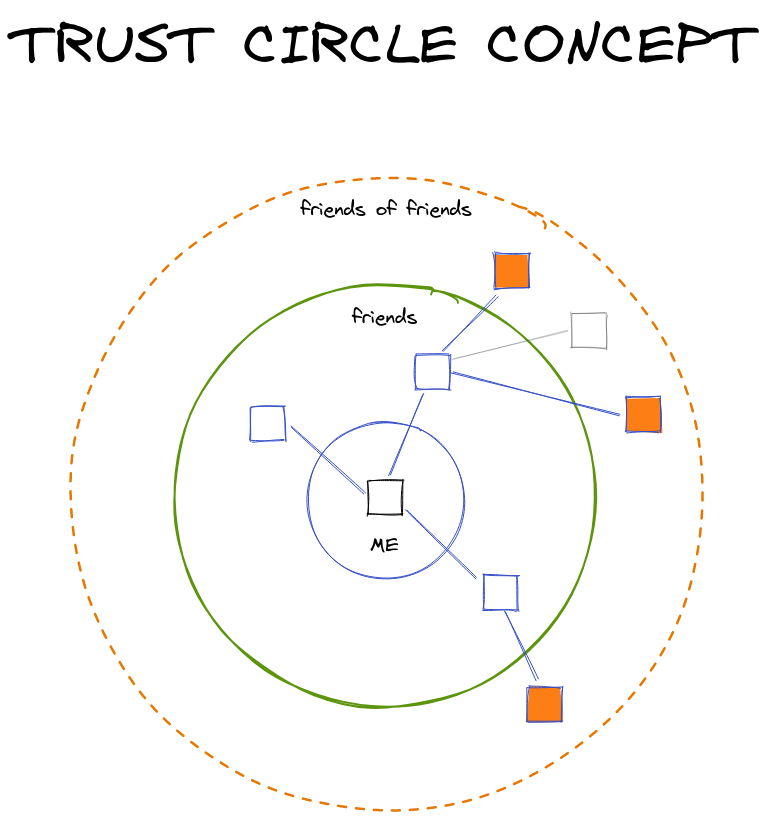 TRUST CIRCLE CONCEPT
friends of friends
friends
ME